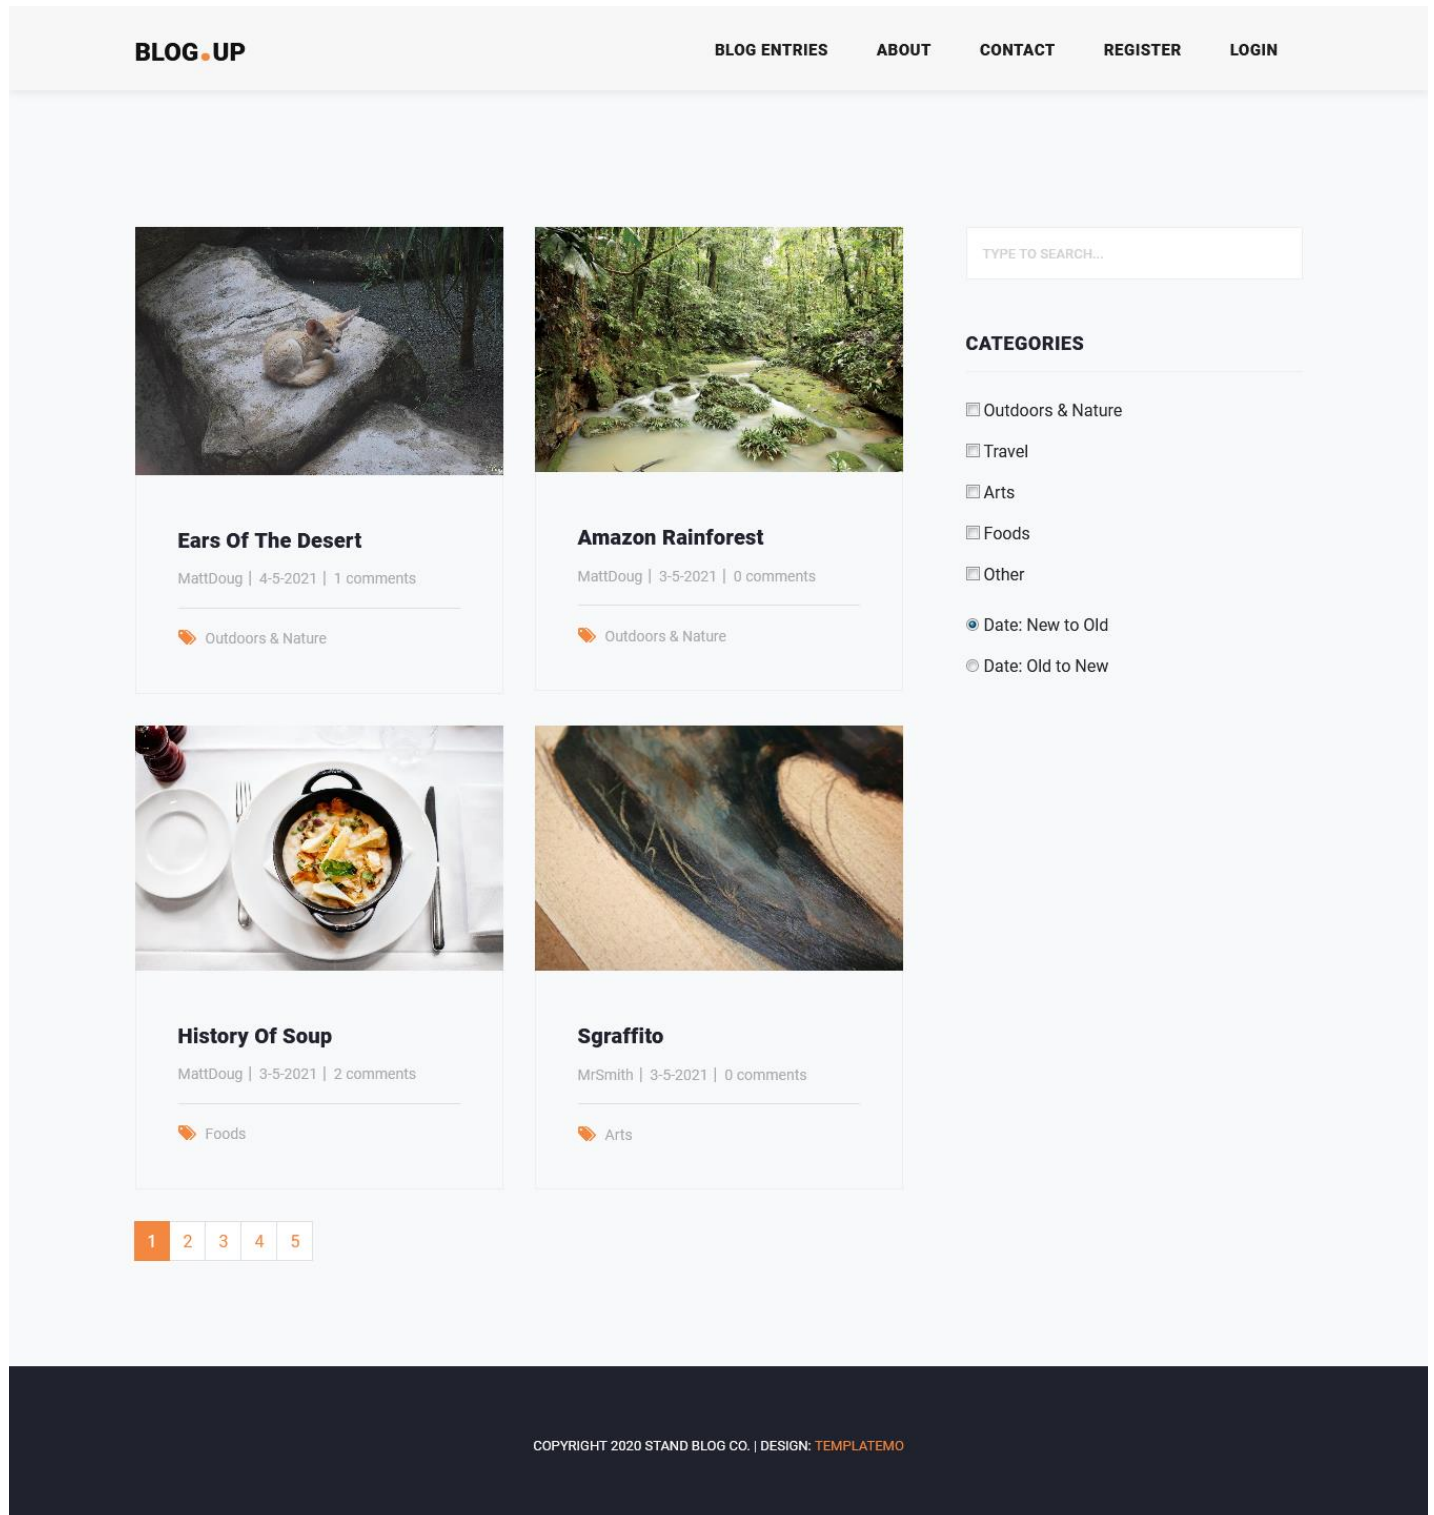 BLOG.UP
BLOG ENTRIES ABOUT CONTACT REGISTER LOGIN
Ears Of The Desert
MattDoug | 4-5-2021 | 1 comments
Outdoors & Nature
Amazon Rainforest
MattDoug | 3-5-2021 | 0 comments
Outdoors & Nature
History Of Soup
MattDoug | 3-5-2021 | 2 comments
Foods
Sgraffito
MrSmith | 3-5-2021 | 0 comments
Arts
1 2 3 4 5
TYPE TO SEARCH...
CATEGORIES
Outdoors & Nature
Travel
Arts
Foods
Other
Date: New to Old
Date: Old to New
COPYRIGHT 2020 STAND BLOG CO. | DESIGN: TEMPLATEMO